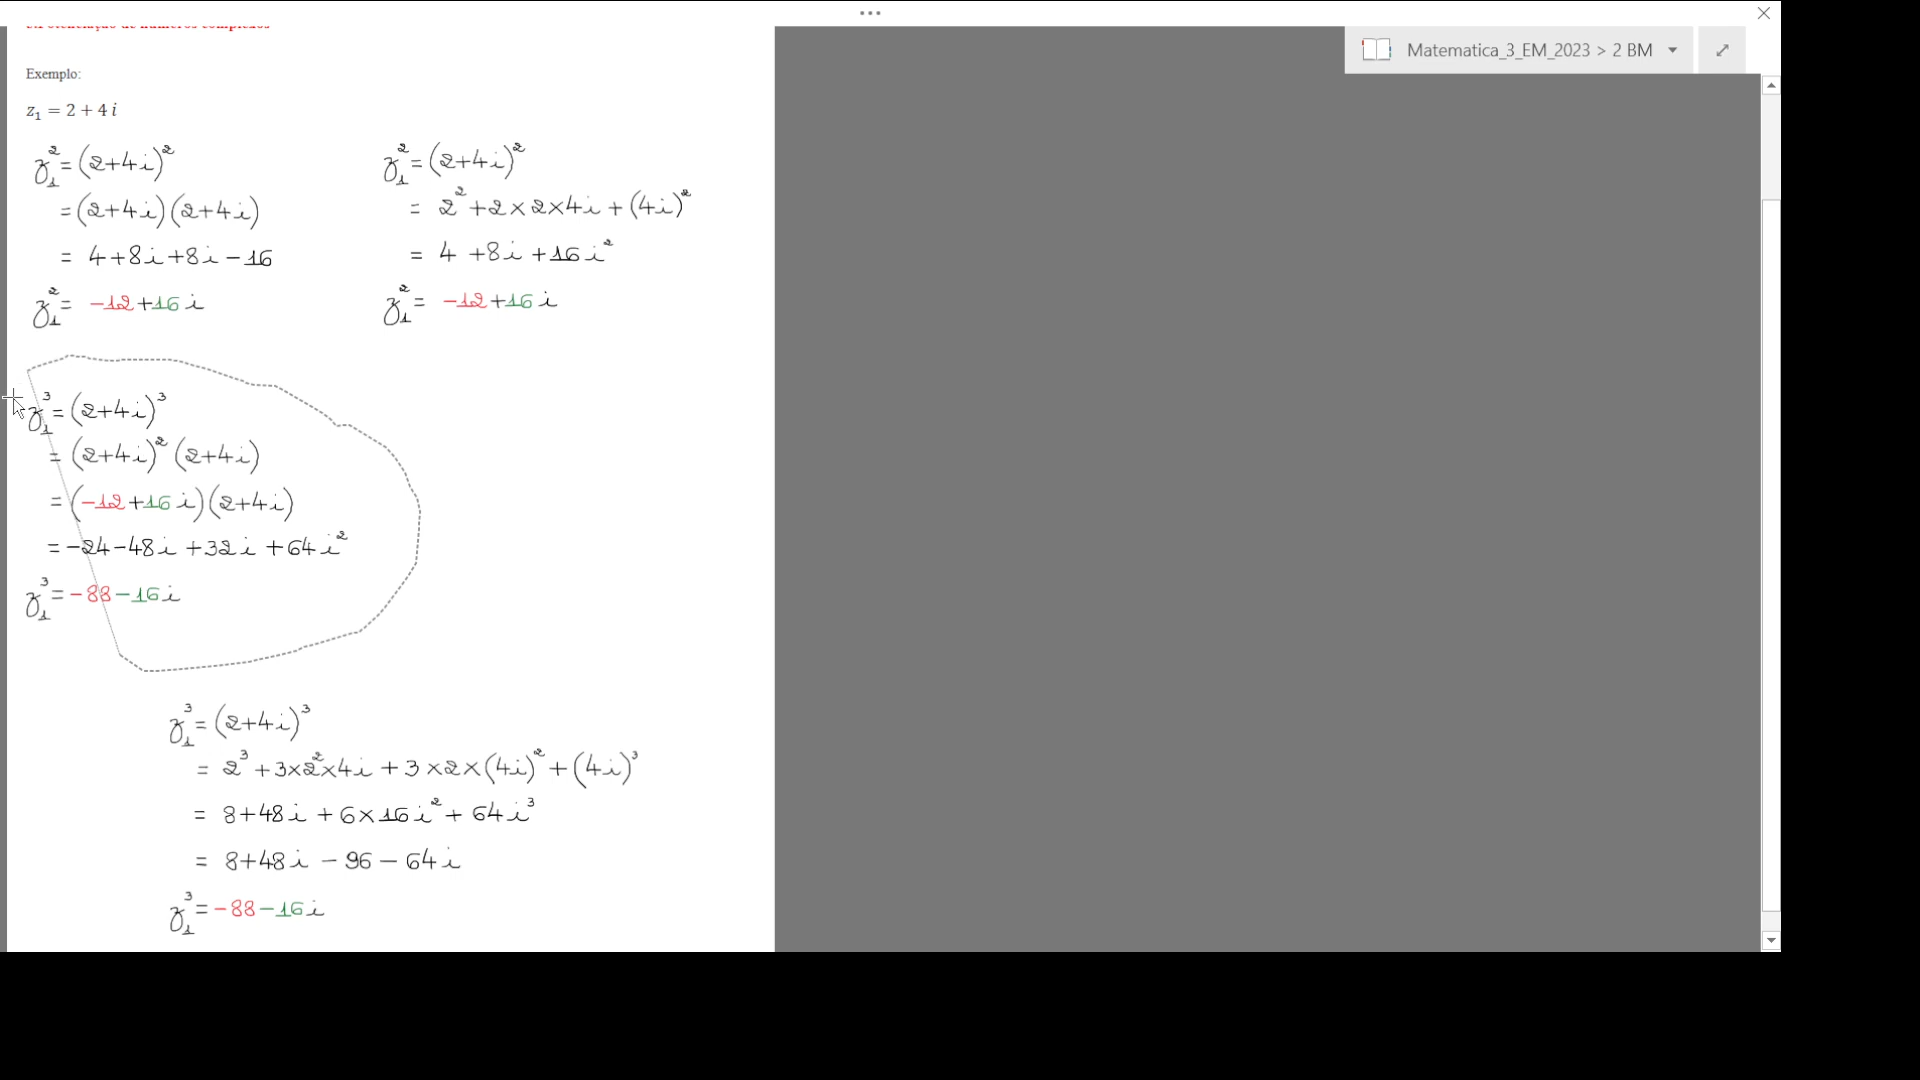 Exemplo:
z₁ = 2 + 4 i
z₁² = (2+4i)²
= (2+4i)(2+4i)
= 4+8i+8i-16
z₁² = -12+16i
z₁² = (2+4i)²
= 2² + 2×2×4i + (4i)²
= 4 +8i +16i²
z₁² = -12+16i
z₁³ = (2+4i)³
= (2+4i)² (2+4i)
= (-12+16i)(2+4i)
= -24-48i +32i +64i²
z₁³ = -88-16i
z₁³ = (2+4i)³
= 2³ + 3×2²×4i + 3×2×(4i)² + (4i)³
= 8+48i + 6×16i² + 64i³
= 8+48i - 96 - 64i
z₁³ = -88-16i
Matematica_3_EM_2023 > 2 BM